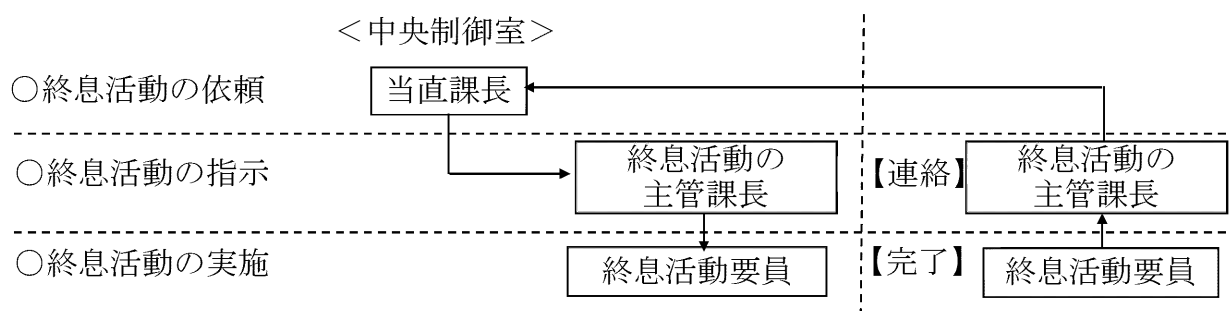 ＜中央制御室＞
○終息活動の依頼
当直課長
○終息活動の指示
終息活動の
主管課長
【連絡】
終息活動の
主管課長
○終息活動の実施
終息活動要員
【完了】
終息活動要員